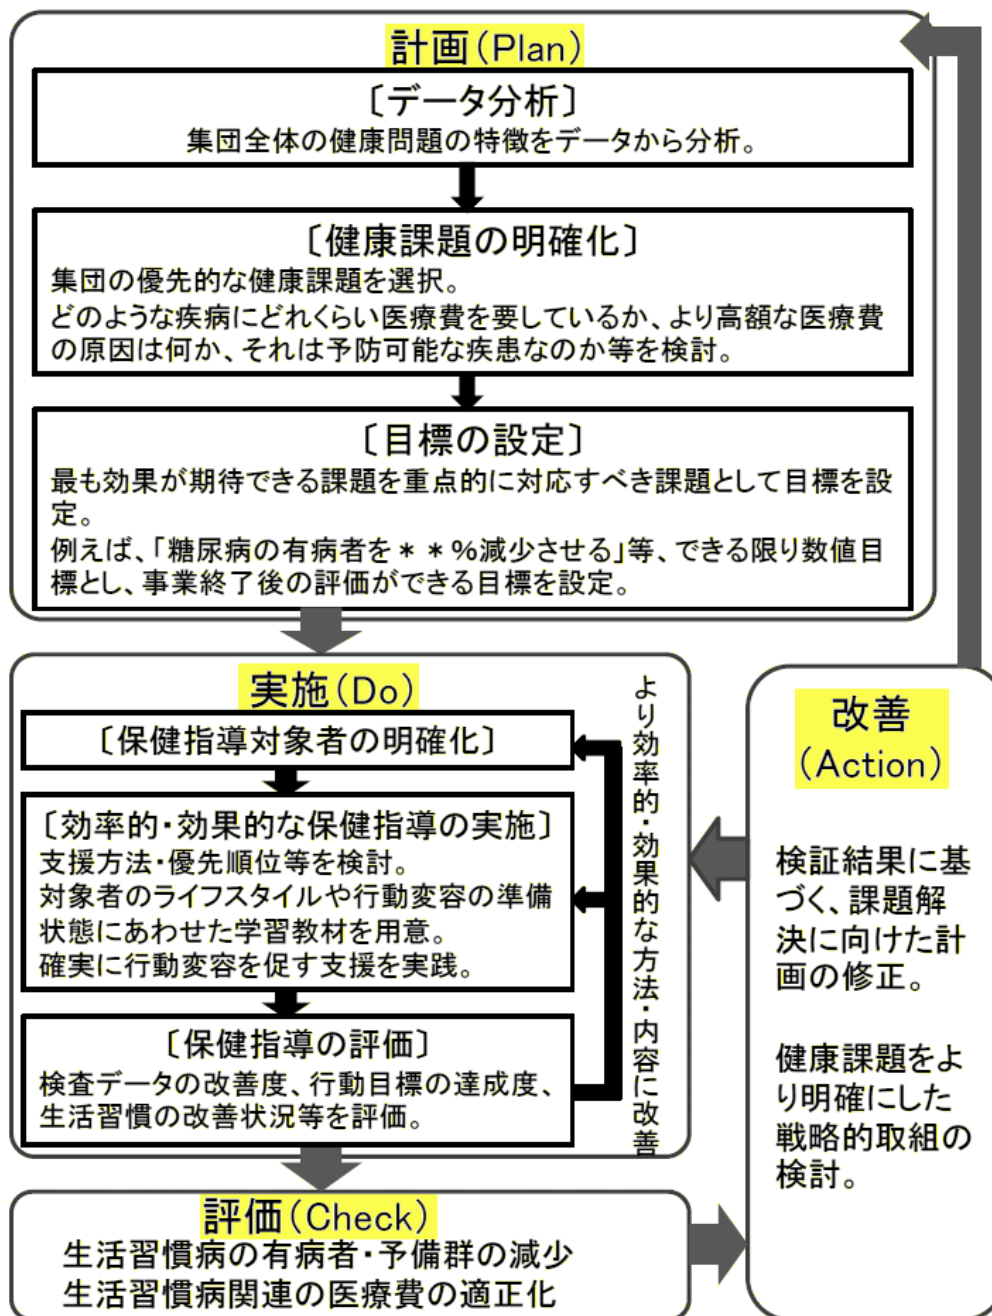 計画(Plan)
〔データ分析〕
集団全体の健康問題の特徴をデータから分析。
〔健康課題の明確化〕
集団の優先的な健康課題を選択。
どのような疾病にどれくらい医療費を要しているか、より高額な医療費
の原因は何か、それは予防可能な疾患なのか等を検討。
〔目標の設定〕
最も効果が期待できる課題を重点的に対応すべき課題として目標を設
定。
例えば、「糖尿病の有病者を＊＊％減少させる」等、できる限り数値目
標とし、事業終了後の評価ができる目標を設定。
実施(Do)
〔保健指導対象者の明確化〕
〔効率的・効果的な保健指導の実施〕
支援方法・優先順位等を検討。
対象者のライフスタイルや行動変容の準備
状態にあわせた学習教材を用意。
確実に行動変容を促す支援を実践。
〔保健指導の評価〕
検査データの改善度、行動目標の達成度、
生活習慣の改善状況等を評価。
より効率的・効果的な方法・内容に改善
評価(Check)
生活習慣病の有病者・予備群の減少
生活習慣病関連の医療費の適正化
改善
(Action)
検証結果に基
づく、課題解
決に向けた計
画の修正。
健康課題をよ
り明確にした
戦略的取組の
検討。